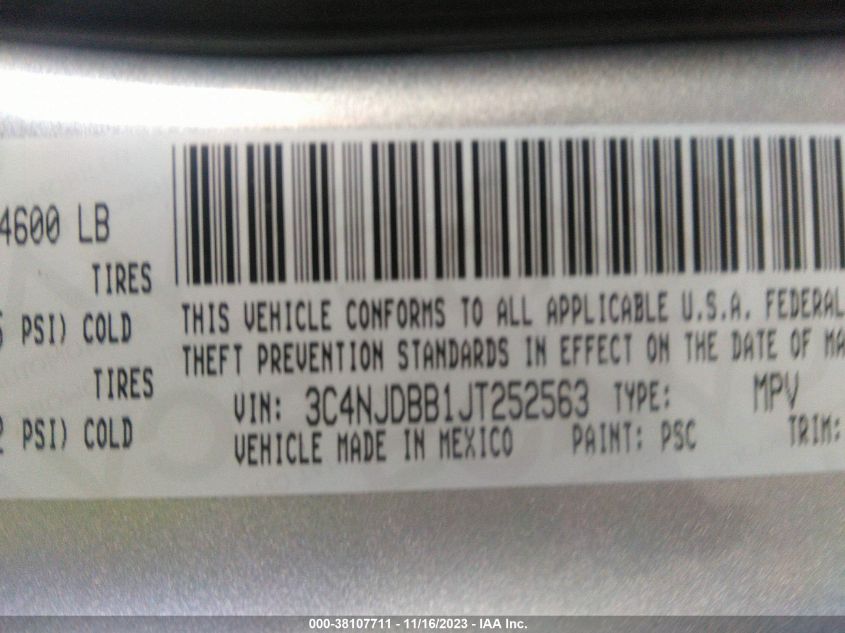 4600 LB
TIRES
PSI) COLD
TIRES
PSI) COLD
THIS VEHICLE CONFORMS TO ALL APPLICABLE U.S.A. FEDERAL
THEFT PREVENTION STANDARDS IN EFFECT ON THE DATE OF MA
VIN: 3C4NJDBB1JT252563 TYPE: MPV
VEHICLE MADE IN MEXICO PAINT: PSC TRIM:
000-38107711 - 11/16/2023 - IAA Inc.